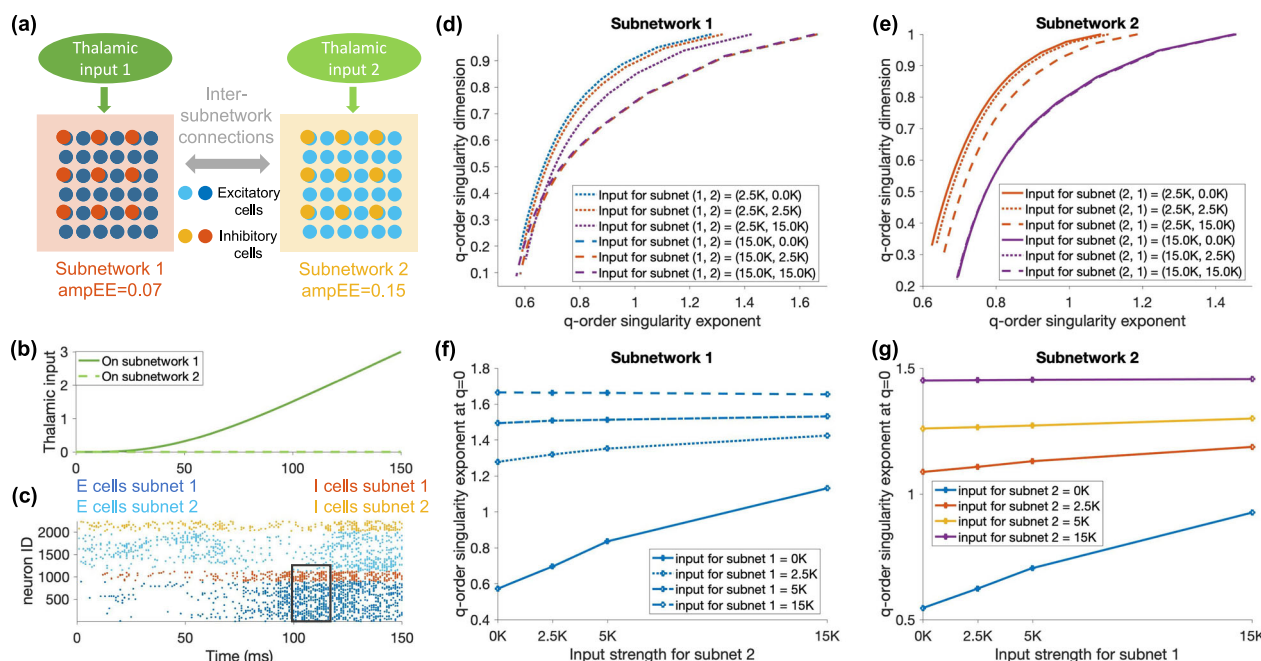 (a)
Thalamic
input 1
Thalamic
input 2
Inter-
subnetwork
connections
Excitatory
cells
Inhibitory
cells
Subnetwork 1
ampEE=0.07
Subnetwork 2
ampEE=0.15
(b)
Thalamic input
3
2
1
0
On subnetwork 1
On subnetwork 2
0
50
100
150
(c)
E cells subnet 1
E cells subnet 2
I cells subnet 1
I cells subnet 2
neuron ID
2000
1500
1000
500
0
50
100
150
Time (ms)
(d)
Subnetwork 1
q-order singularity dimension
1
0.9
0.8
0.7
0.6
0.5
0.4
0.3
0.2
0.1
Input for subnet (1, 2) = (2.5K, 0.0K)
Input for subnet (1, 2) = (2.5K, 2.5K)
Input for subnet (1, 2) = (2.5K, 15.0K)
Input for subnet (1, 2) = (15.0K, 0.0K)
Input for subnet (1, 2) = (15.0K, 2.5K)
Input for subnet (1, 2) = (15.0K, 15.0K)
0.6
0.8
1
1.2
1.4
1.6
q-order singularity exponent
(e)
Subnetwork 2
q-order singularity dimension
1
0.9
0.8
0.7
0.6
0.5
0.4
0.3
0.2
Input for subnet (2, 1) = (2.5K, 0.0K)
Input for subnet (2, 1) = (2.5K, 2.5K)
Input for subnet (2, 1) = (2.5K, 15.0K)
Input for subnet (2, 1) = (15.0K, 0.0K)
Input for subnet (2, 1) = (15.0K, 2.5K)
Input for subnet (2, 1) = (15.0K, 15.0K)
0.6
0.8
1
1.2
1.4
q-order singularity exponent
(f)
Subnetwork 1
q-order singularity exponent at q=0
1.8
1.6
1.4
1.2
1
0.8
0.6
0.4
input for subnet 1 = 0K
input for subnet 1 = 2.5K
input for subnet 1 = 5K
input for subnet 1 = 15K
0K
2.5K
5K
15K
Input strength for subnet 2
(g)
Subnetwork 2
q-order singularity exponent at q=0
1.5
1
0.5
input for subnet 2 = 0K
input for subnet 2 = 2.5K
input for subnet 2 = 5K
input for subnet 2 = 15K
0K
2.5K
5K
15K
Input strength for subnet 1